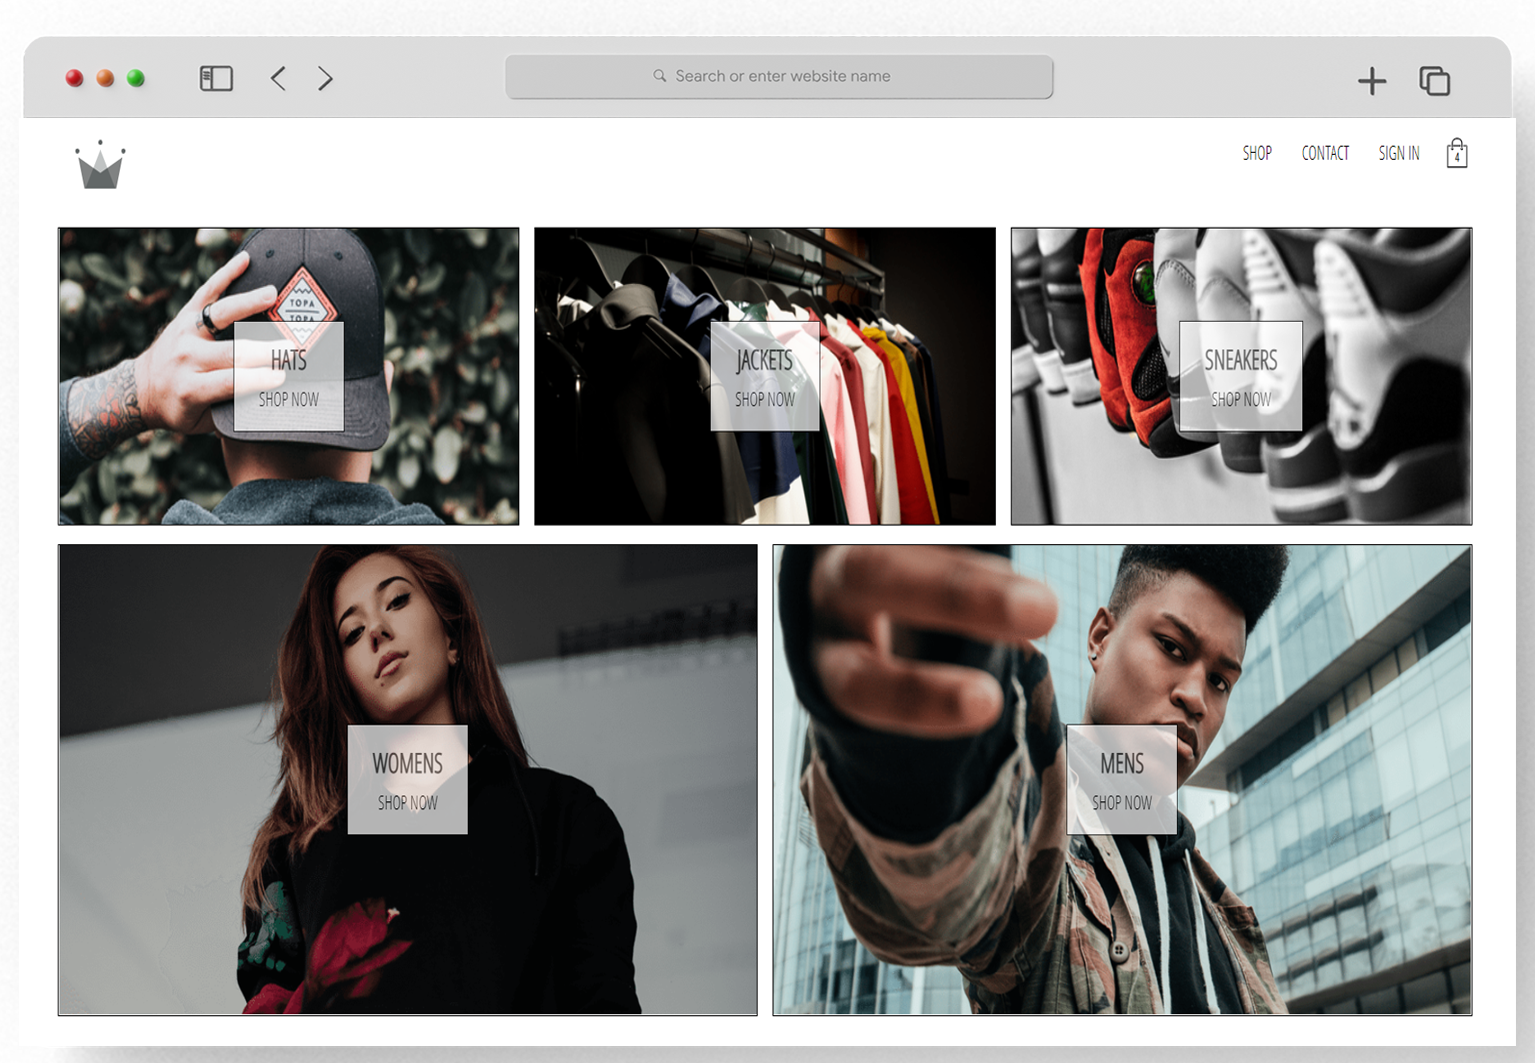 Search or enter website name
SHOP
CONTACT
SIGN IN
4
TOPA
TOPA
HATS
SHOP NOW
JACKETS
SHOP NOW
SNEAKERS
SHOP NOW
WOMENS
SHOP NOW
MENS
SHOP NOW